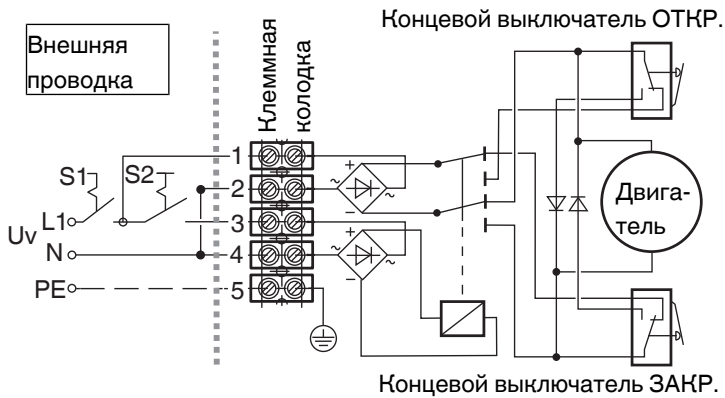 Концевой выключатель ОТКР.
Внешняя
проводка
Клеммная
колодка
1
S1
S2
2
+
~
~
−
L1
3
Uv
N
4
+
~
~
−
PE
5
Двига-
тель
Концевой выключатель ЗАКР.